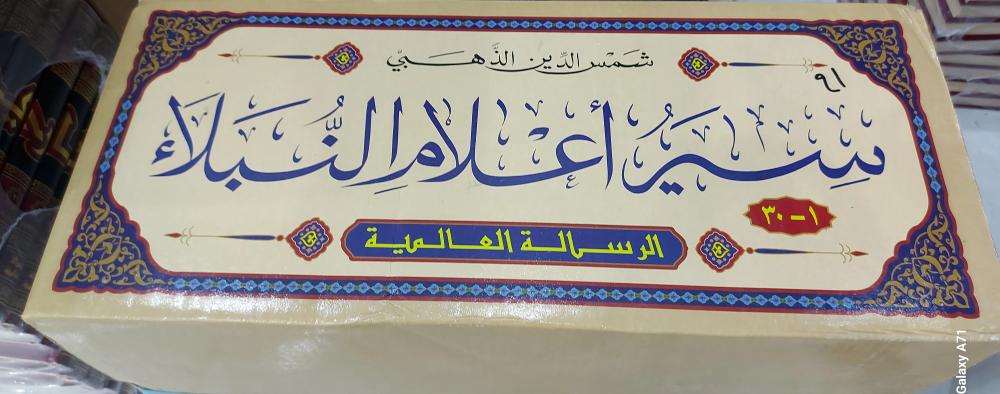 شمس الدين الذهبي
٩١
سير أعلام النبلاء
١-٣٠
الرسالة العالمية
Galaxy A71